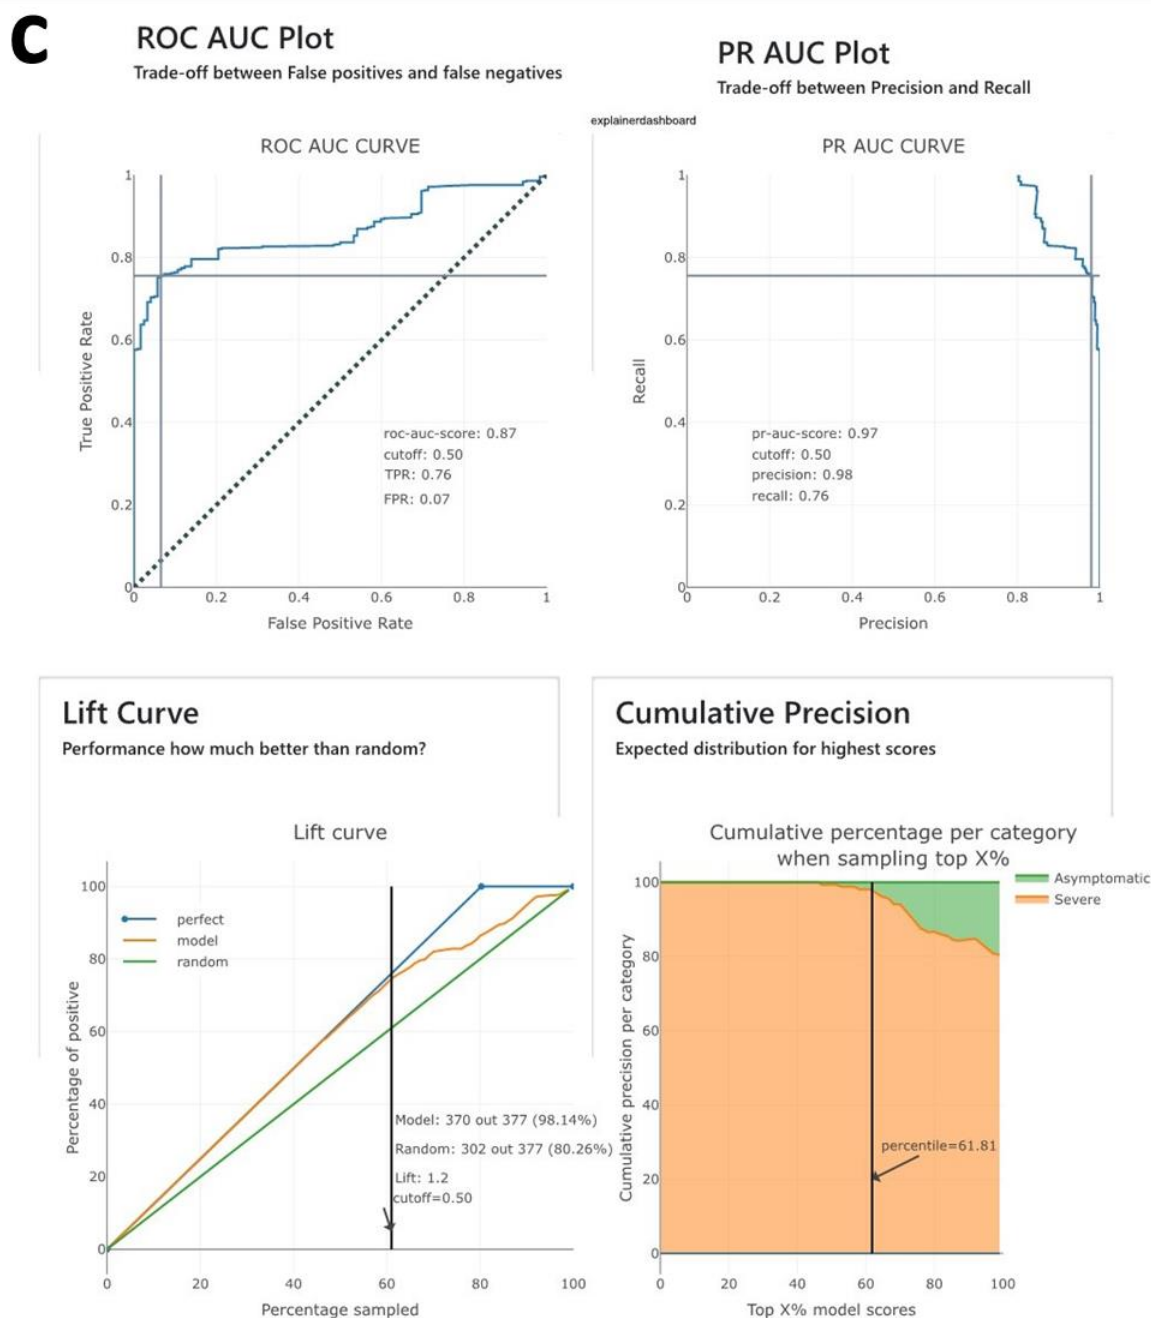 C
ROC AUC Plot
Trade-off between False positives and false negatives
PR AUC Plot
Trade-off between Precision and Recall
explainerdashboard
ROC AUC CURVE
1
0.8
0.6
0.4
0.2
0
True Positive Rate
roc-auc-score: 0.87
cutoff: 0.50
TPR: 0.76
FPR: 0.07
0 0.2 0.4 0.6 0.8 1
False Positive Rate
PR AUC CURVE
1
0.8
0.6
0.4
0.2
0
Recall
pr-auc-score: 0.97
cutoff: 0.50
precision: 0.98
recall: 0.76
0 0.2 0.4 0.6 0.8 1
Precision
Lift Curve
Performance how much better than random?
Lift curve
100
80
60
40
20
0
Percentage of positive
perfect
model
random
Model: 370 out 377 (98.14%)
Random: 302 out 377 (80.26%)
Lift: 1.2
cutoff=0.50
0 20 40 60 80 100
Percentage sampled
Cumulative Precision
Expected distribution for highest scores
Cumulative percentage per category
when sampling top X%
100
80
60
40
20
0
Cumulative precision per category
Asymptomatic
Severe
percentile=61.81
0 20 40 60 80 100
Top X% model scores